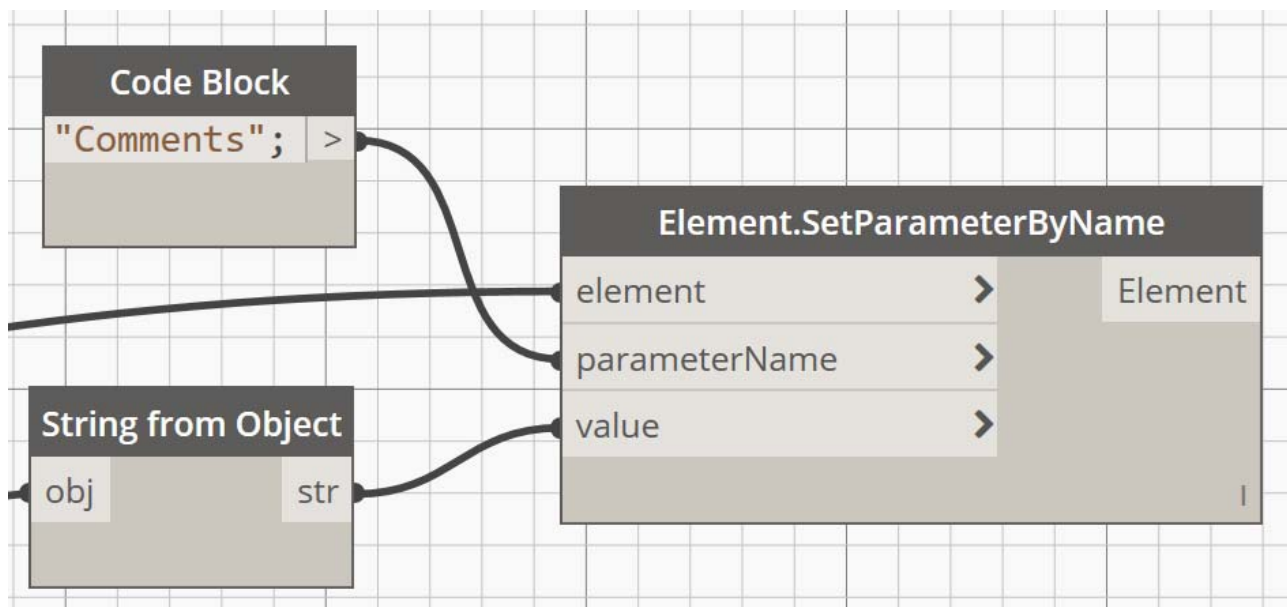 Code Block
"Comments"; >
Element.SetParameterByName
element
Element
parameterName
value
String from Object
obj
str
l